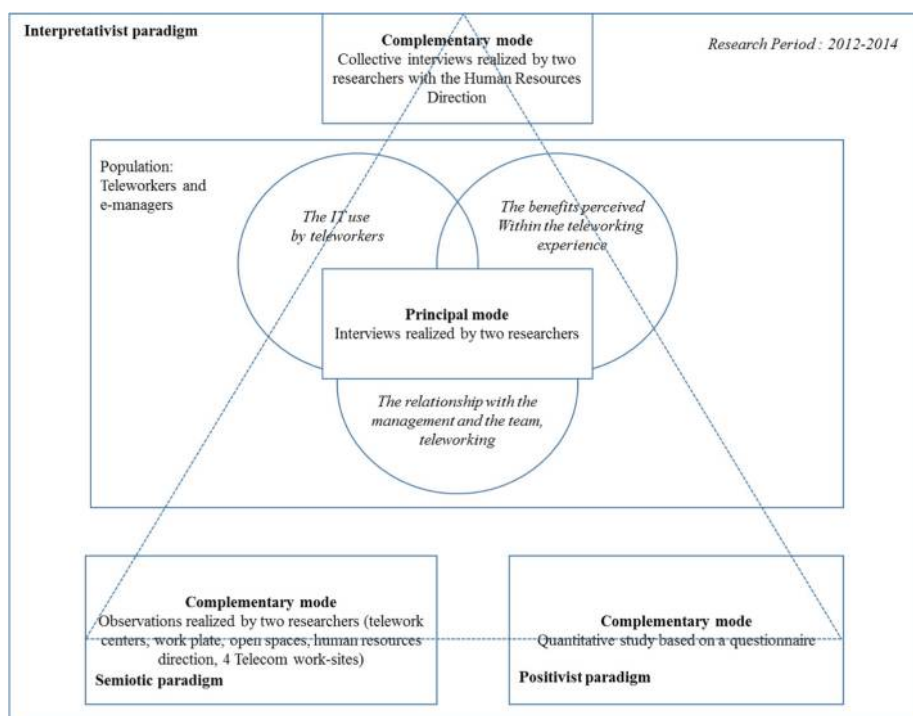 Interpretativist paradigm
Research Period : 2012-2014
Complementary mode
Collective interviews realized by two
researchers with the Human Resources
Direction
Population:
Teleworkers and
e-managers
The IT use
by teleworkers
The benefits perceived
Within the teleworking
experience
Principal mode
Interviews realized by two researchers
The relationship with the
management and the team,
teleworking
Complementary mode
Observations realized by two researchers (telework
centers, work plate, open spaces, human resources
direction, 4 Telecom work-sites)
Semiotic paradigm
Complementary mode
Quantitative study based on a questionnaire
Positivist paradigm